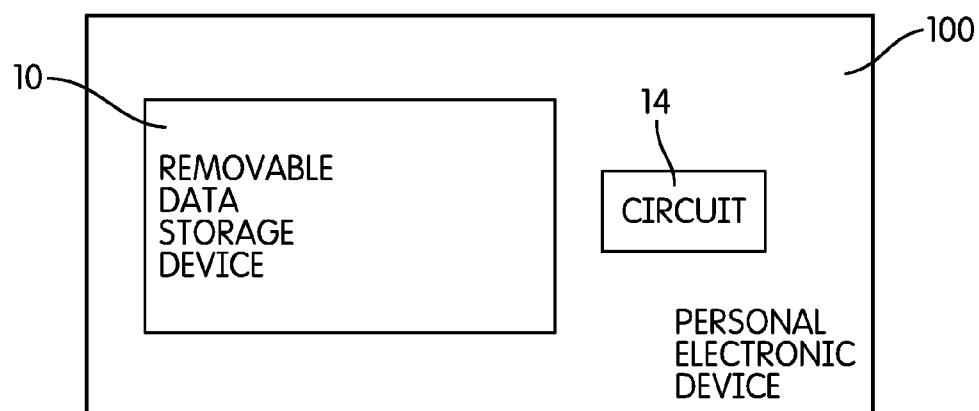 100
10
14
REMOVABLE
DATA
STORAGE
DEVICE
CIRCUIT
PERSONAL
ELECTRONIC
DEVICE